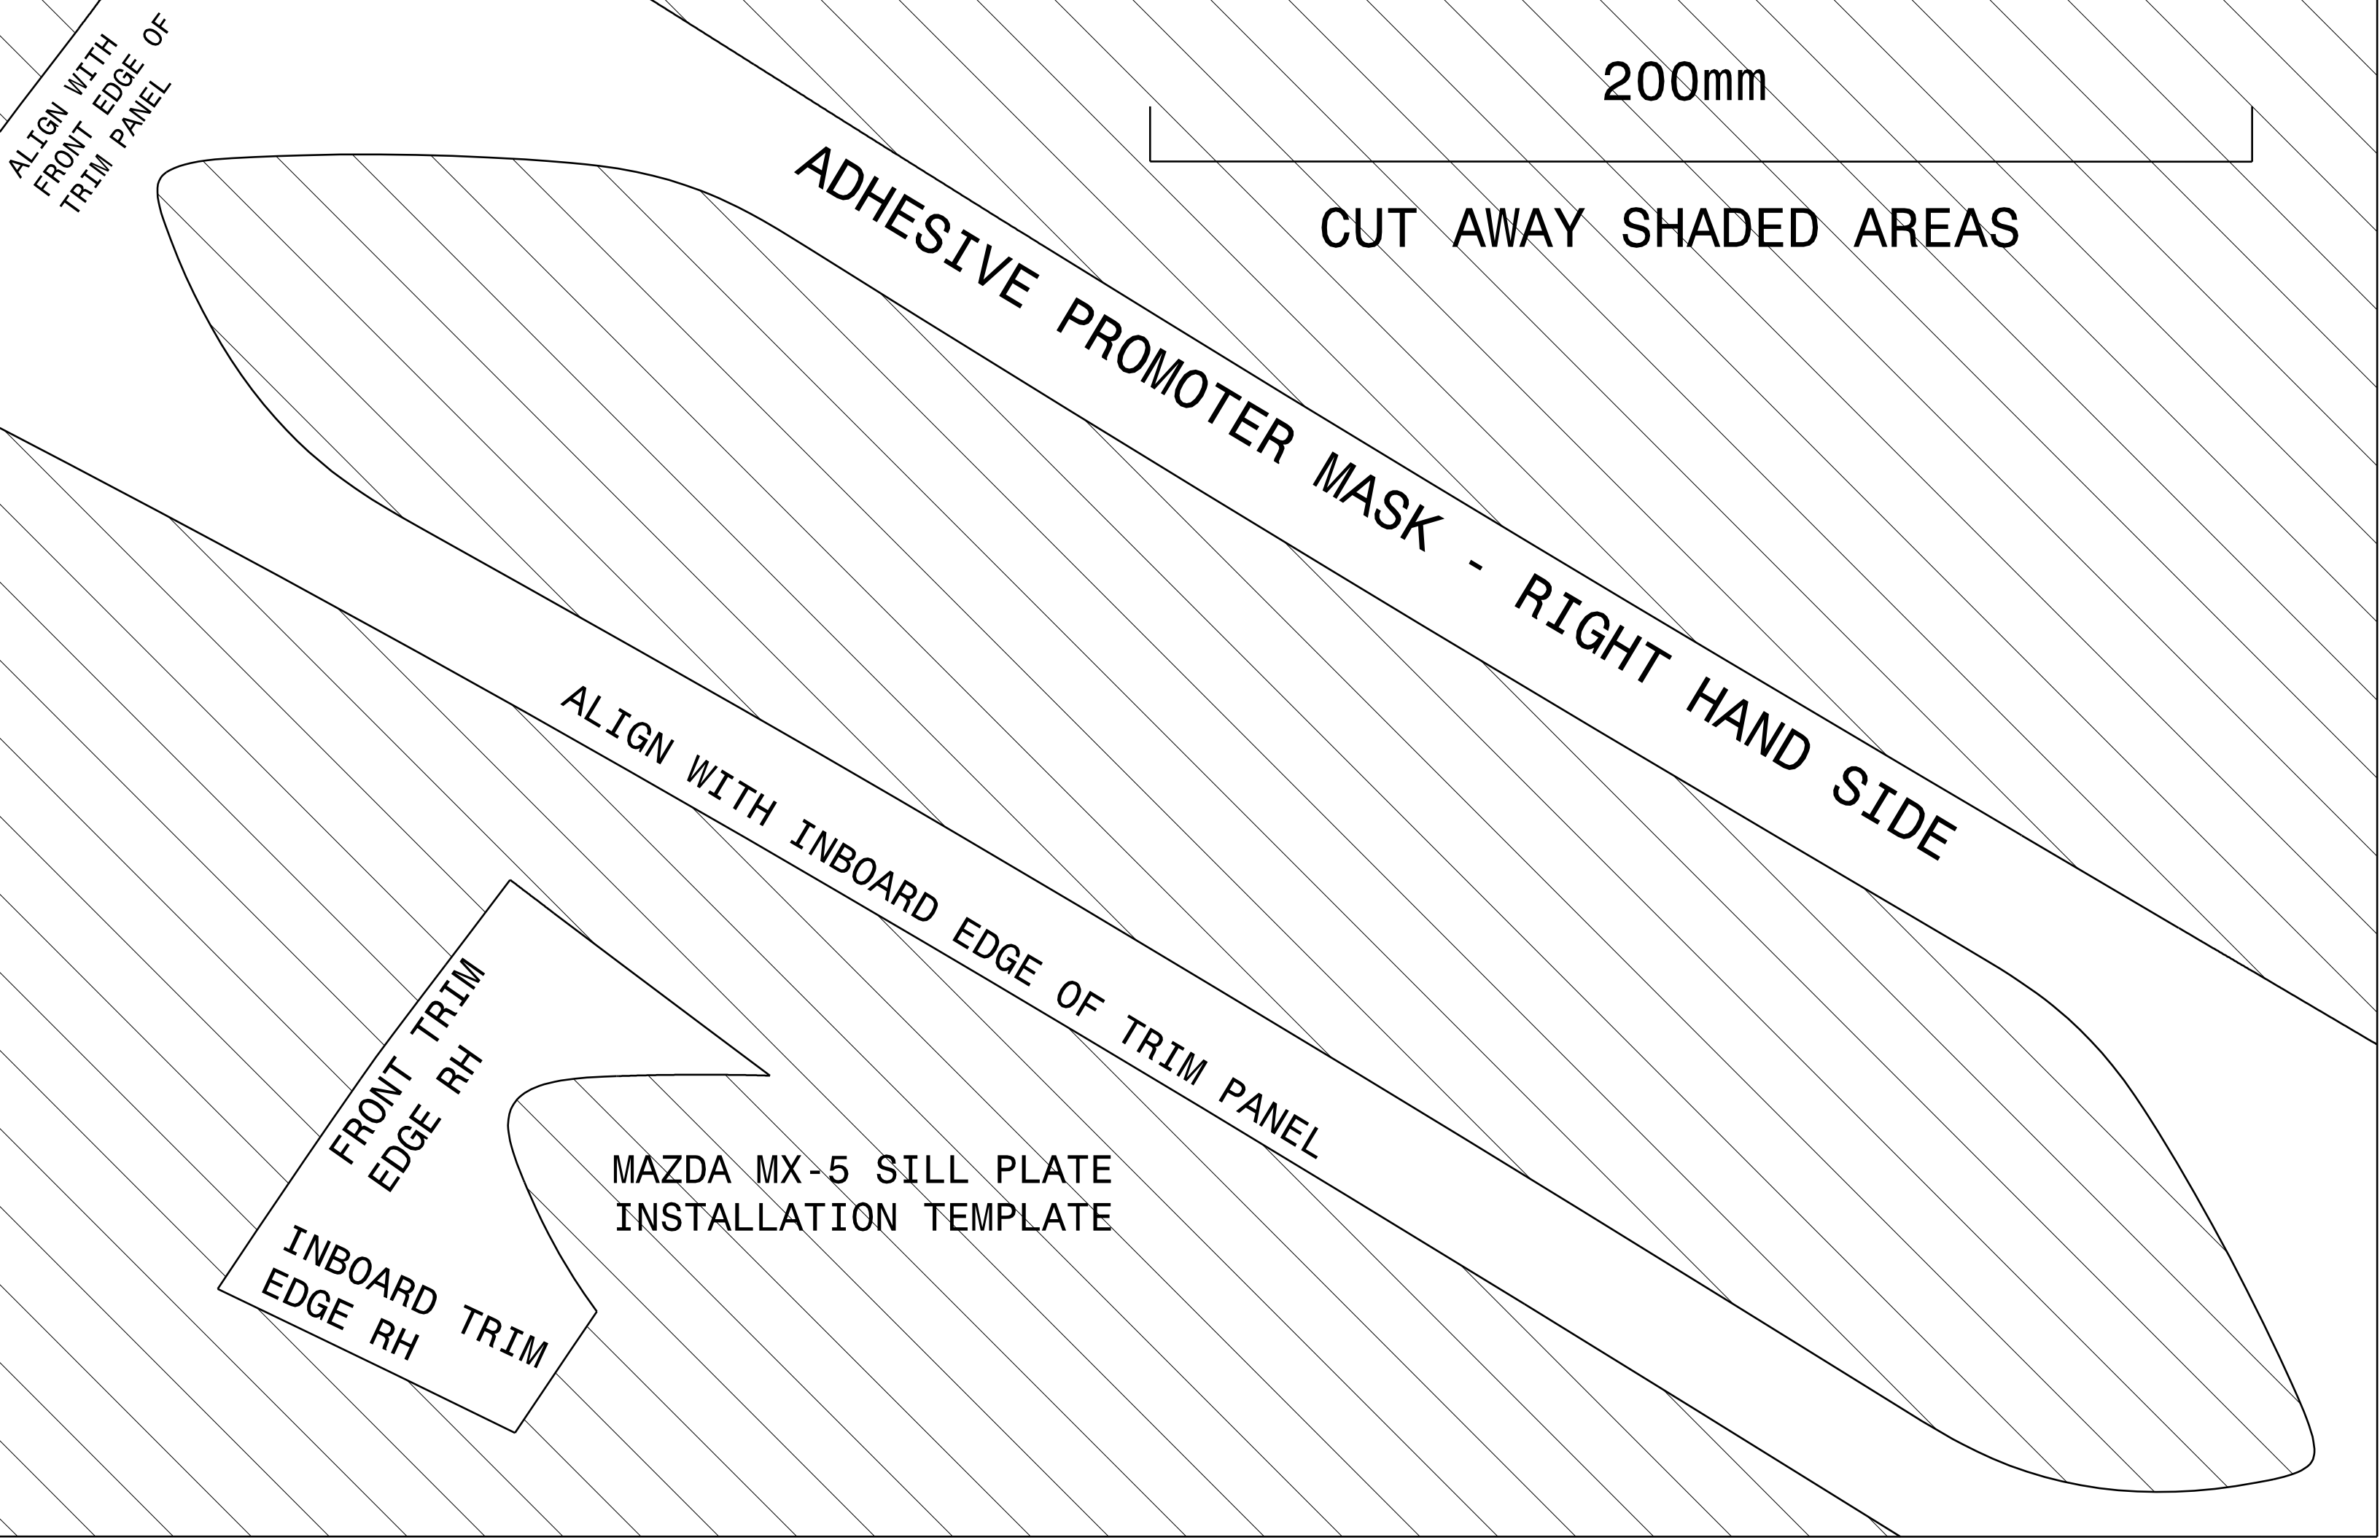 ALIGN WITH
FRONT EDGE OF
TRIM PANEL
200mm
CUT AWAY SHADED AREAS
ADHESIVE PROMOTER MASK - RIGHT HAND SIDE
ALIGN WITH INBOARD EDGE OF TRIM PANEL
FRONT TRIM
EDGE RH
INBOARD TRIM
EDGE RH
MAZDA MX-5 SILL PLATE
INSTALLATION TEMPLATE